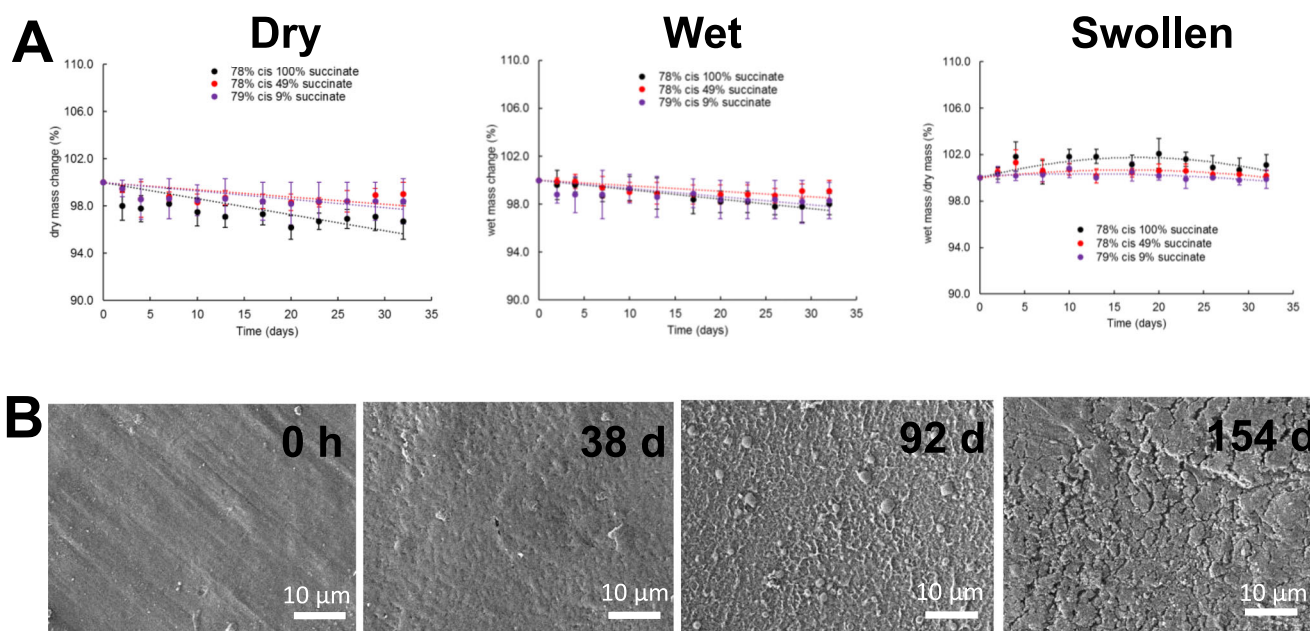 A
Dry
Wet
Swollen
110.0
106.0
102.0
98.0
94.0
90.0
dry mass change (%)
78% cis 100% succinate
78% cis 49% succinate
79% cis 9% succinate
0 5 10 15 20 25 30 35
Time (days)
110.0
106.0
102.0
98.0
94.0
90.0
wet mass change (%)
78% cis 100% succinate
78% cis 49% succinate
79% cis 9% succinate
0 5 10 15 20 25 30 35
Time (days)
110.0
106.0
102.0
98.0
94.0
90.0
wet mass /dry mass (%)
78% cis 100% succinate
78% cis 49% succinate
79% cis 9% succinate
0 5 10 15 20 25 30 35
Time (days)
B
0 h
38 d
92 d
154 d
10 µm
10 µm
10 µm
10 µm